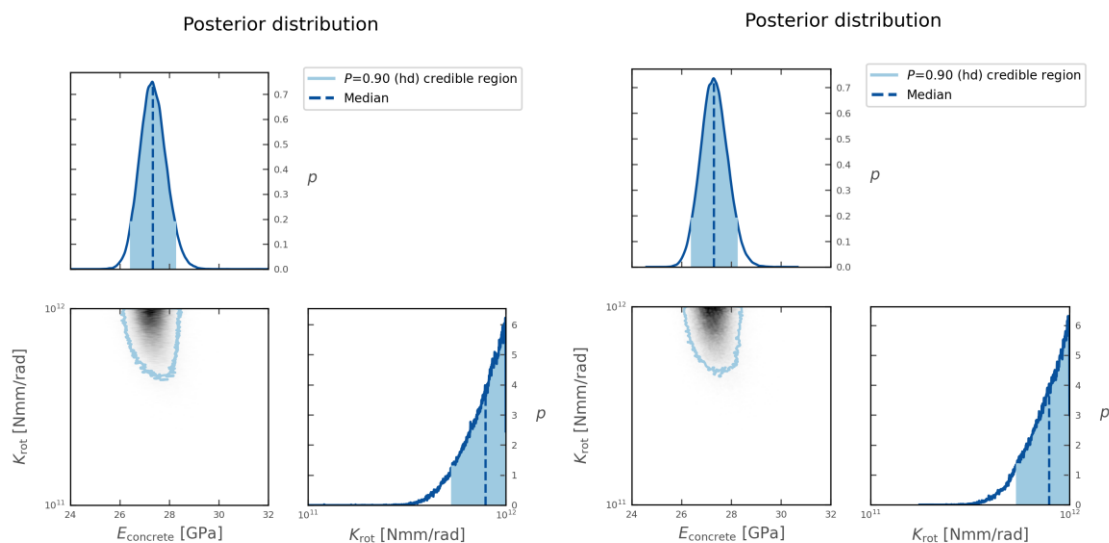 Posterior distribution
P=0.90 (hd) credible region
Median
0.7
0.6
0.5
0.4
0.3
0.2
0.1
0.0
p
10¹²
10¹¹
K_rot [Nmm/rad]
24 26 28 30 32
E_concrete [GPa]
6
5
4
3
2
1
0
p
10¹¹ 10¹²
K_rot [Nmm/rad]
Posterior distribution
P=0.90 (hd) credible region
Median
0.7
0.6
0.5
0.4
0.3
0.2
0.1
0.0
p
10¹²
10¹¹
K_rot [Nmm/rad]
24 26 28 30 32
E_concrete [GPa]
6
5
4
3
2
1
0
p
10¹¹ 10¹²
K_rot [Nmm/rad]